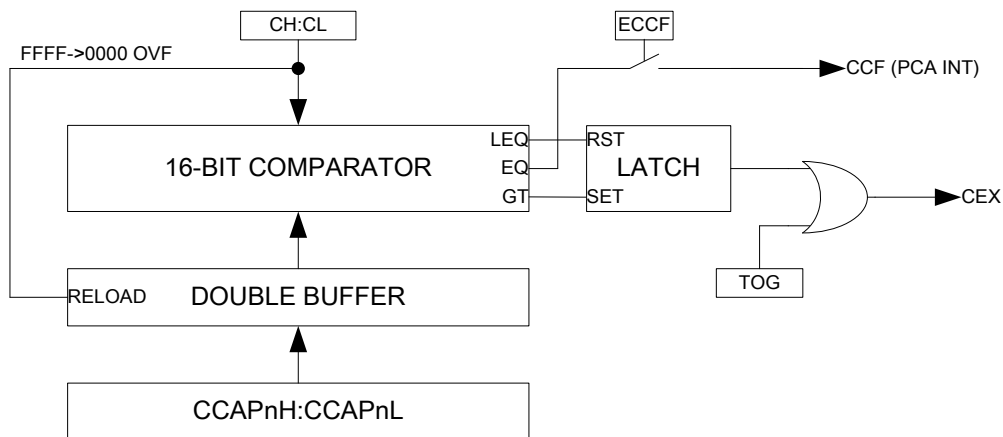 CH:CL
ECCF
FFFF->0000 OVF
CCF (PCA INT)
16-BIT COMPARATOR
LEQ
EQ
GT
RST
LATCH
SET
CEX
TOG
RELOAD
DOUBLE BUFFER
CCAPnH:CCAPnL